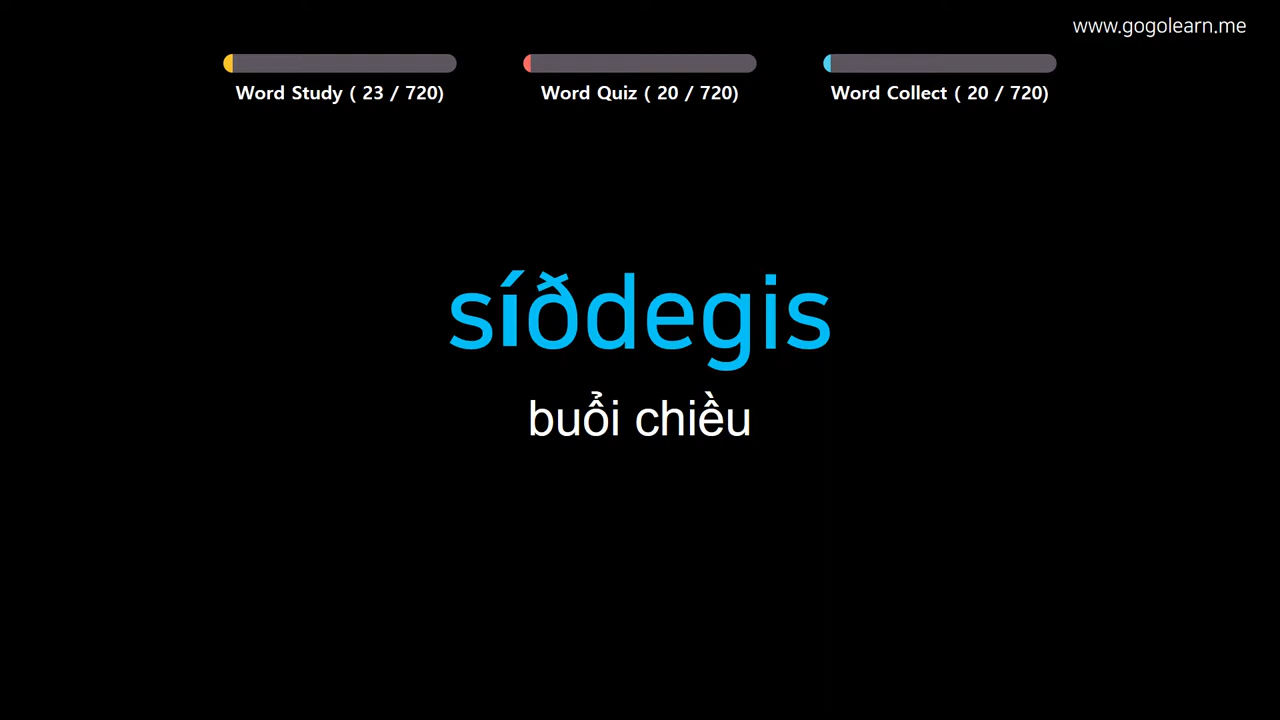 www.gogolearn.me
Word Study ( 23 / 720)
Word Quiz ( 20 / 720)
Word Collect ( 20 / 720)
síðdegis
buổi chiều